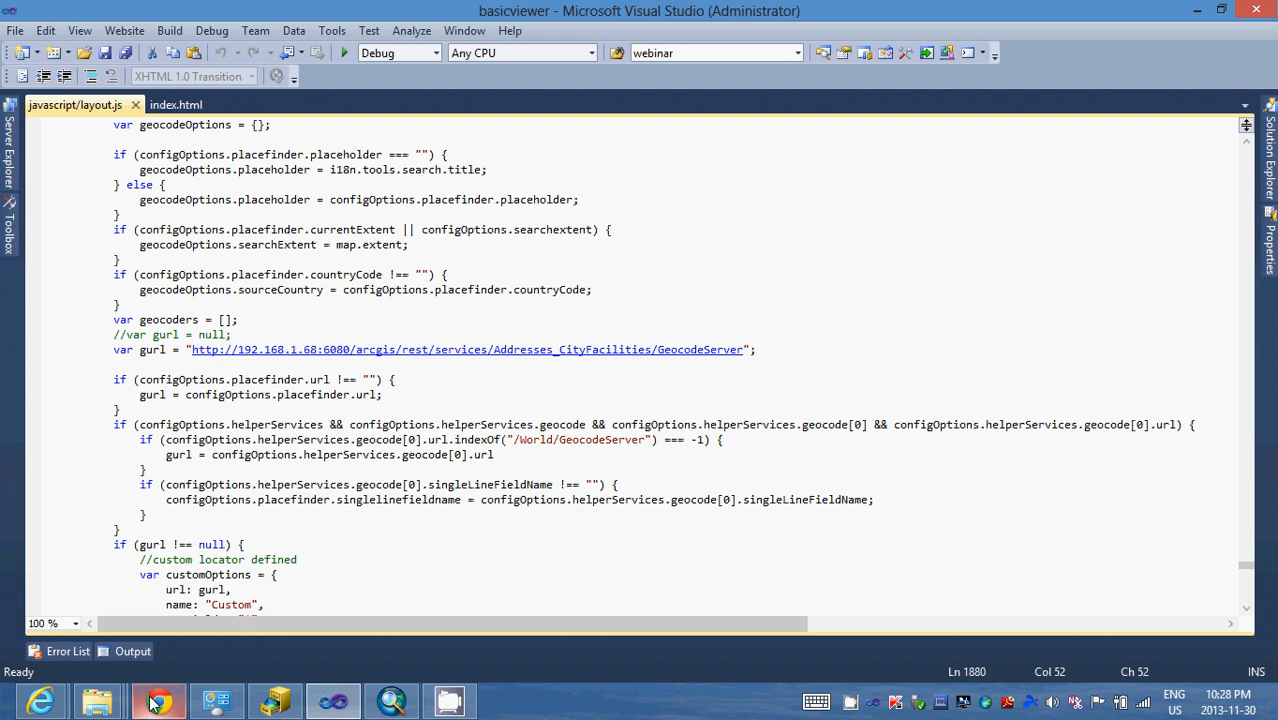 basicviewer - Microsoft Visual Studio (Administrator)
File Edit View Website Build Debug Team Data Tools Test Analyze Window Help
Debug Any CPU webinar
XHTML 1.0 Transition
javascript/layout.js index.html
Server Explorer
Toolbox
Solution Explorer
Properties
var geocodeOptions = {};
if (configOptions.placefinder.placeholder === "") {
geocodeOptions.placeholder = i18n.tools.search.title;
} else {
geocodeOptions.placeholder = configOptions.placefinder.placeholder;
}
if (configOptions.placefinder.currentExtent || configOptions.searchextent) {
geocodeOptions.searchExtent = map.extent;
}
if (configOptions.placefinder.countryCode !== "") {
geocodeOptions.sourceCountry = configOptions.placefinder.countryCode;
}
var geocoders = [];
//var gurl = null;
var gurl = "http://192.168.1.68:6080/arcgis/rest/services/Addresses_CityFacilities/GeocodeServer";
if (configOptions.placefinder.url !== "") {
gurl = configOptions.placefinder.url;
}
if (configOptions.helperServices && configOptions.helperServices.geocode && configOptions.helperServices.geocode[0] && configOptions.helperServices.geocode[0].url) {
if (configOptions.helperServices.geocode[0].url.indexOf("/World/GeocodeServer") === -1) {
gurl = configOptions.helperServices.geocode[0].url
}
if (configOptions.helperServices.geocode[0].singleLineFieldName !== "") {
configOptions.placefinder.singlelinefieldname = configOptions.helperServices.geocode[0].singleLineFieldName;
}
}
if (gurl !== null) {
//custom locator defined
var customOptions = {
url: gurl,
name: "Custom",
100 %
Error List Output
Ready Ln 1880 Col 52 Ch 52 INS
ENG 10:28 PM
US 2013-11-30